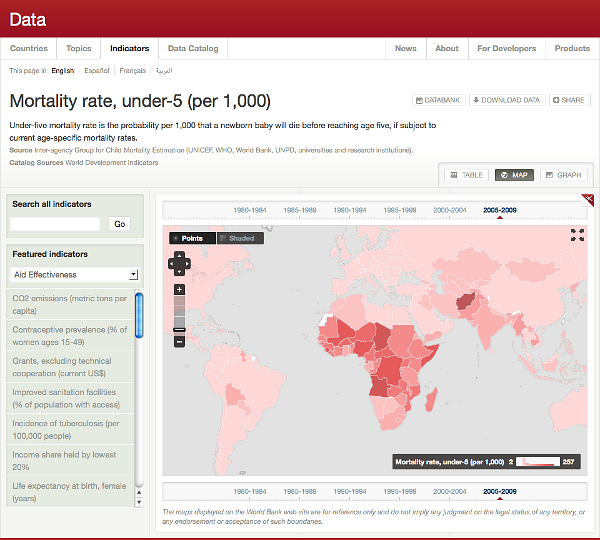 Data
Countries Topics Indicators Data Catalog News About For Developers Products
This page in English Español Français العربية
Mortality rate, under-5 (per 1,000)
DATABANK DOWNLOAD DATA SHARE
Under-five mortality rate is the probability per 1,000 that a newborn baby will die before reaching age five, if subject to
current age-specific mortality rates.
Source Inter-agency Group for Child Mortality Estimation (UNICEF, WHO, World Bank, UNPD, universities and research institutions).
Catalog Sources World Development Indicators
TABLE MAP GRAPH
Search all indicators
Go
Featured indicators
Aid Effectiveness
CO2 emissions (metric tons per
capita)
Contraceptive prevalence (% of
women ages 15-49)
Grants, excluding technical
cooperation (current US$)
Improved sanitation facilities
(% of population with access)
Incidence of tuberculosis (per
100,000 people)
Income share held by lowest
20%
Life expectancy at birth, female
(years)
1980-1984 1985-1989 1990-1994 1995-1999 2000-2004 2005-2009
Points Shaded
Mortality rate, under-5 (per 1,000) 2 257
1980-1984 1985-1989 1990-1994 1995-1999 2000-2004 2005-2009
The maps displayed on the World Bank web site are for reference only and do not imply any judgment on the legal status of any territory, or
any endorsement or acceptance of such boundaries.